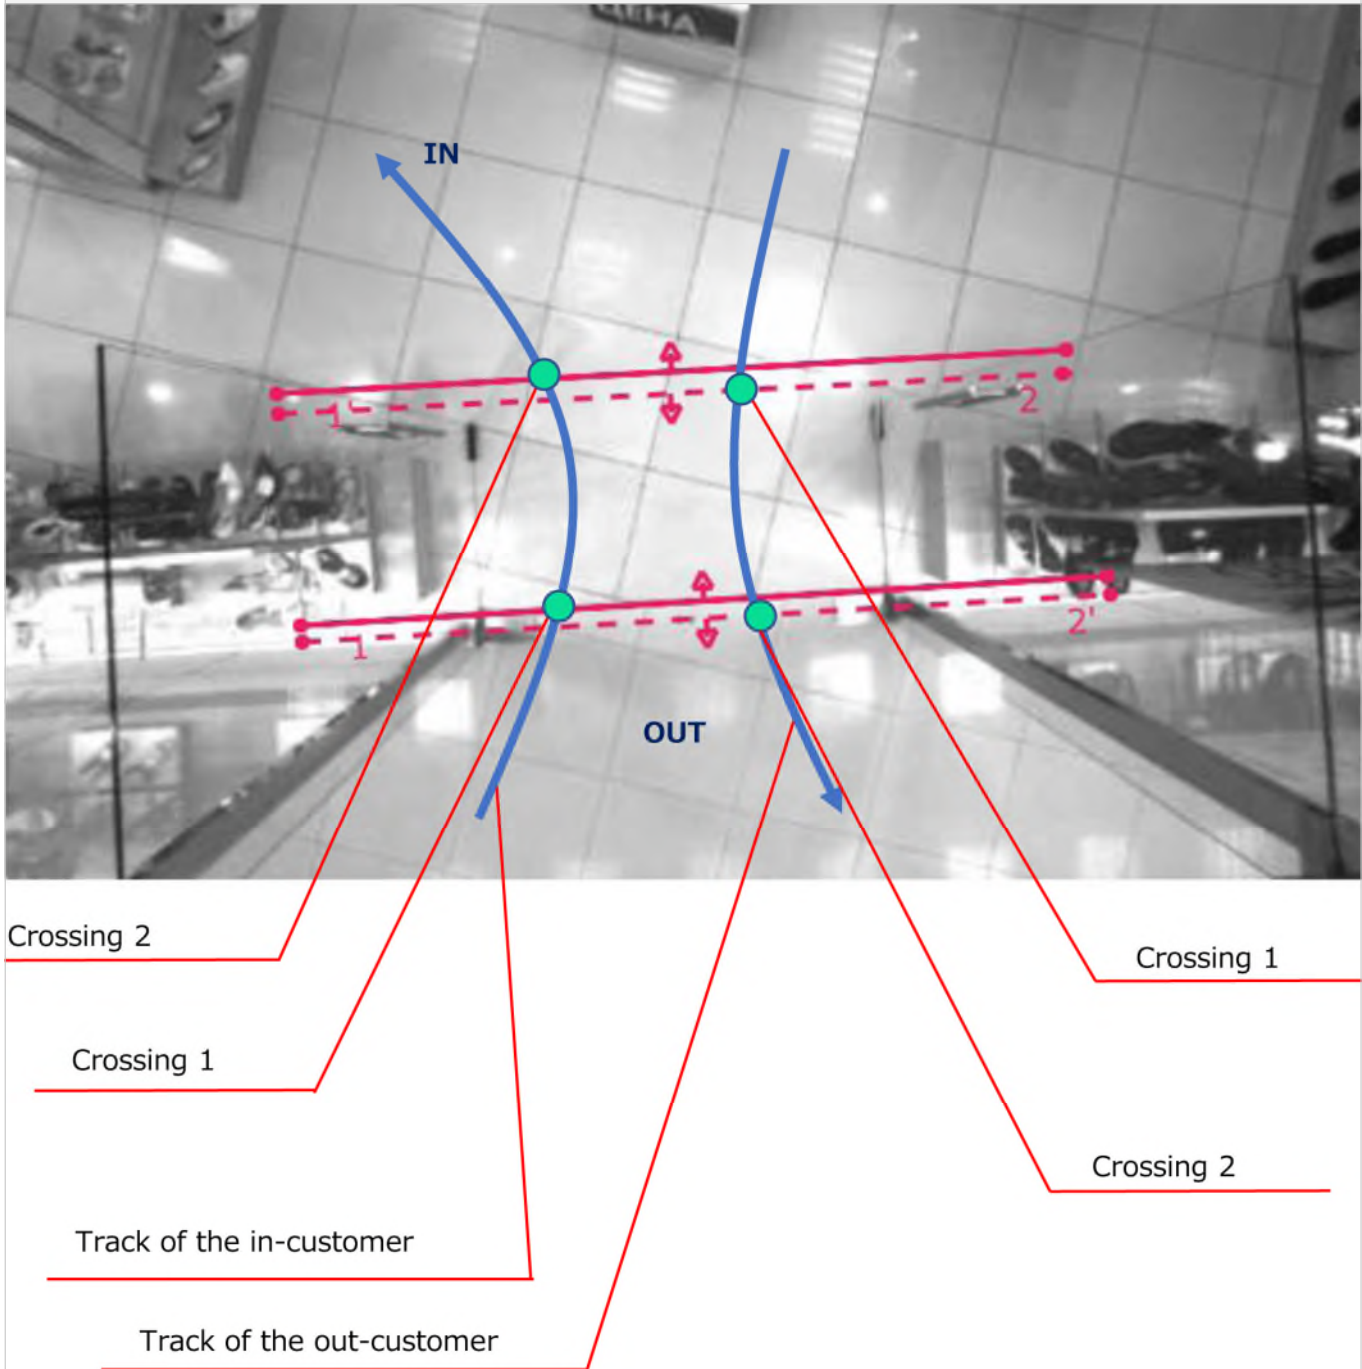 ЦЕНА
IN
1'
2
1
2'
OUT
Crossing 2
Crossing 1
Crossing 1
Crossing 2
Track of the in-customer
Track of the out-customer